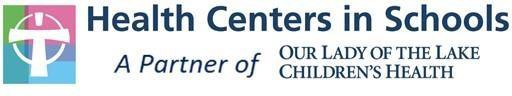 Health Centers in Schools
A Partner of OUR LADY OF THE LAKE
CHILDREN'S HEALTH